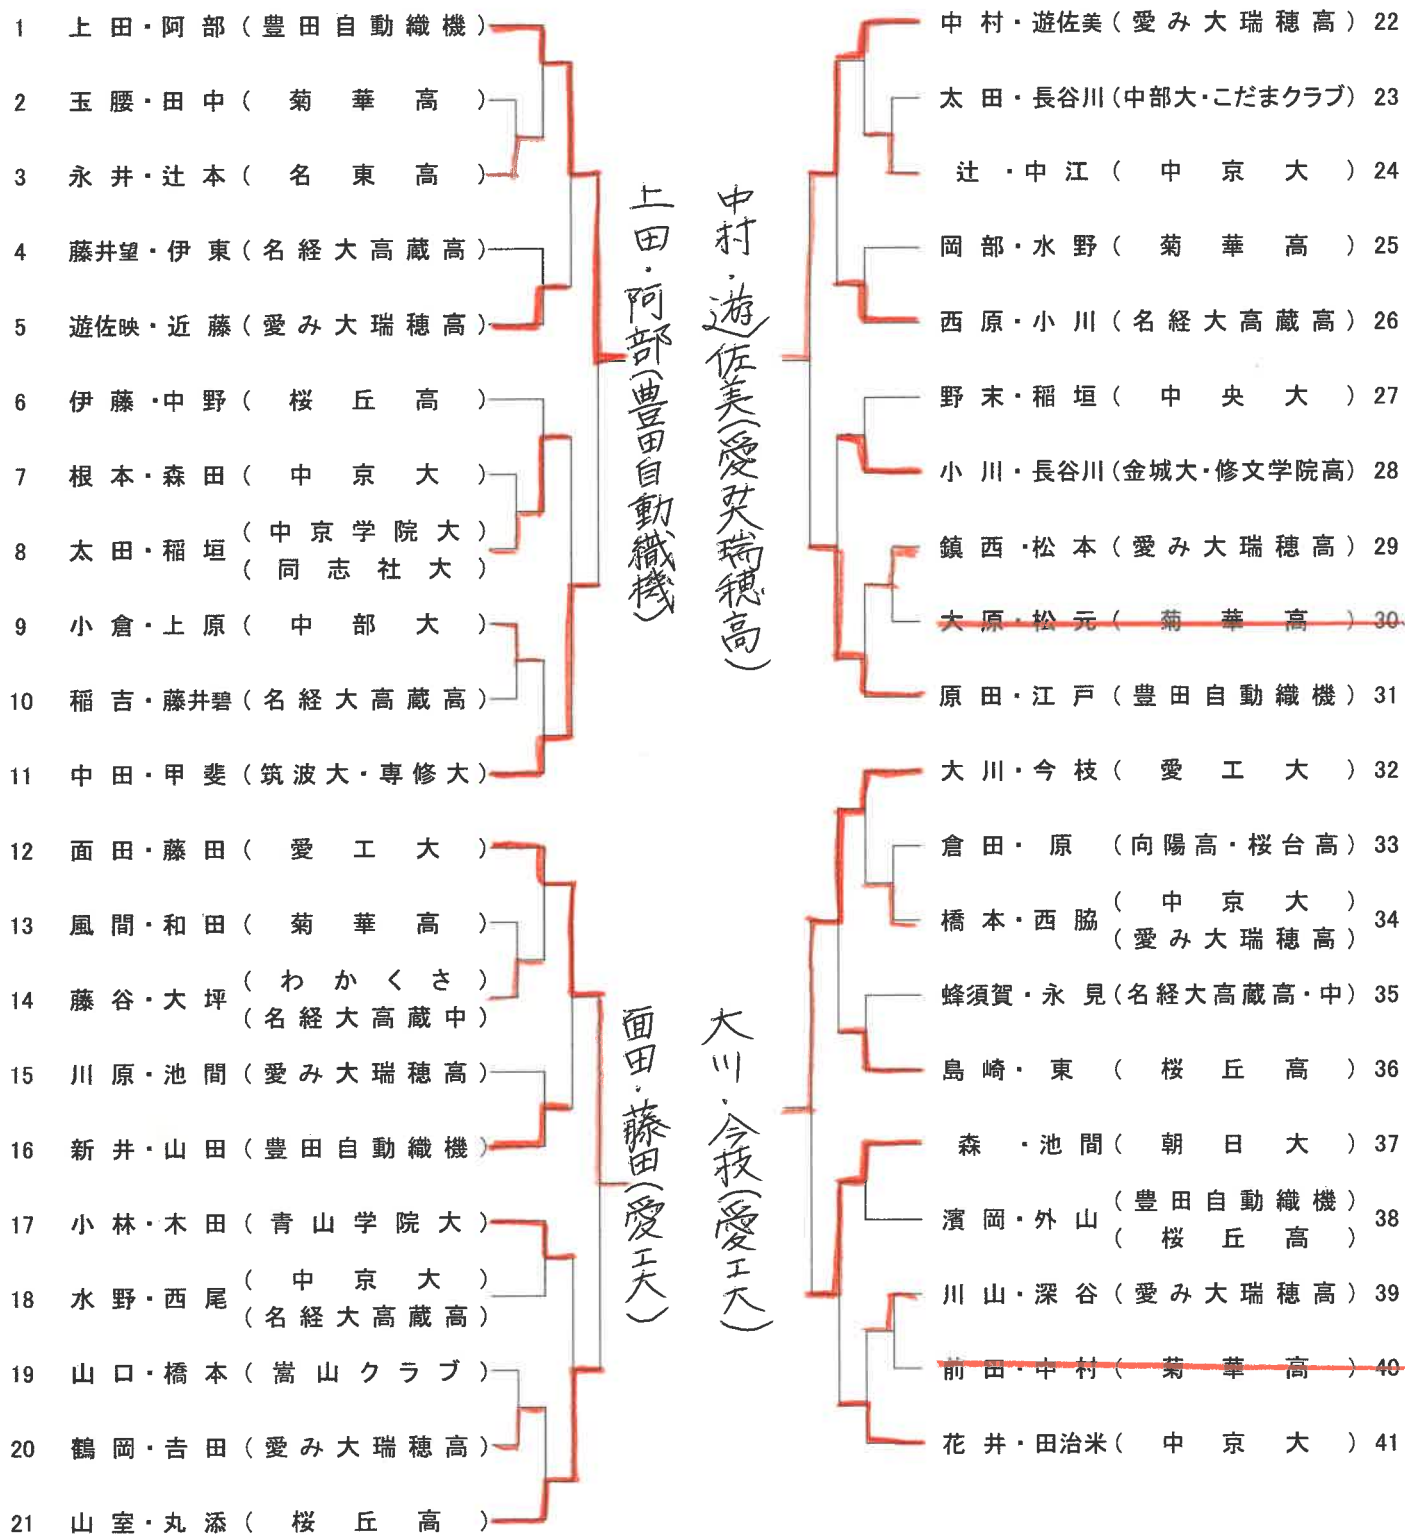 1 上田・阿部(豊田自動織機)
2 玉腰・田中(菊華高)
3 永井・辻本(名東高)
4 藤井望・伊東(名経大高蔵高)
5 遊佐映・近藤(愛み大瑞穂高)
6 伊藤・中野(桜丘高)
7 根本・森田(中京大)
8 太田・稲垣(中京学院大)
(同志社大)
9 小倉・上原(中部大)
10 稲吉・藤井碧(名経大高蔵高)
11 中田・甲斐(筑波大・専修大)
12 面田・藤田(愛工大)
13 風間・和田(菊華高)
14 藤谷・大坪(わかくさ)
(名経大高蔵中)
15 川原・池間(愛み大瑞穂高)
16 新井・山田(豊田自動織機)
17 小林・木田(青山学院大)
18 水野・西尾(中京大)
(名経大高蔵高)
19 山口・橋本(嵩山クラブ)
20 鶴岡・吉田(愛み大瑞穂高)
21 山室・丸添(桜丘高)
上田・阿部(豊田自動織機)
面田・藤田(愛工大)
中村・遊佐美(愛み大瑞穂高)
大川・今枝(愛工大)
中村・遊佐美(愛み大瑞穂高) 22
太田・長谷川(中部大・こだまクラブ) 23
辻・中江(中京大) 24
岡部・水野(菊華高) 25
西原・小川(名経大高蔵高) 26
野末・稲垣(中央大) 27
小川・長谷川(金城大・修文学院高) 28
鎮西・松本(愛み大瑞穂高) 29
大原・松元(菊華高) 30
原田・江戸(豊田自動織機) 31
大川・今枝(愛工大) 32
倉田・原(向陽高・桜台高) 33
橋本・西脇(中京大) 34
(愛み大瑞穂高)
蜂須賀・永見(名経大高蔵高・中) 35
島崎・東(桜丘高) 36
森・池間(朝日大) 37
濱岡・外山(豊田自動織機) 38
(桜丘高)
川山・深谷(愛み大瑞穂高) 39
前田・中村(菊華高) 40
花井・田治米(中京大) 41